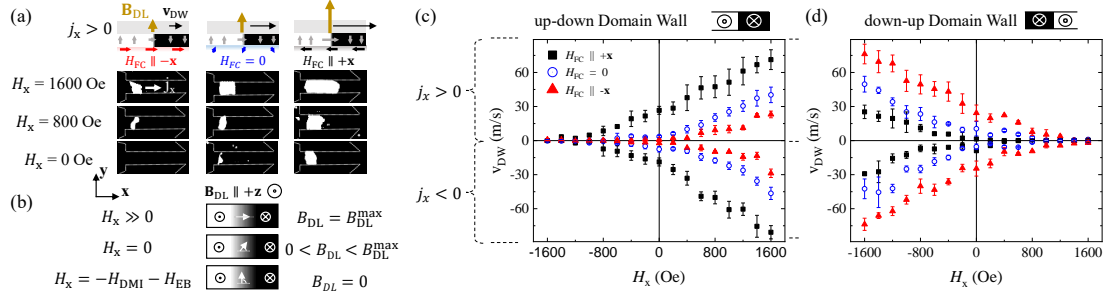 (a)
B_DL
v_DW
j_x > 0
H_FC ∥ −x
H_FC = 0
H_FC ∥ +x
H_x = 1600 Oe
x
H_x = 800 Oe
H_x = 0 Oe
y
x
(b)
B_DL ∥ +z ⊙
H_x ≫ 0
B_DL = B_DL^max
H_x = 0
0 < B_DL < B_DL^max
H_x = −H_DMI − H_EB
B_DL = 0
(c)
up-down Domain Wall
j_x > 0
j_x < 0
H_FC ∥ +x
H_FC = 0
H_FC ∥ -x
60
30
0
-30
-60
v_DW (m/s)
-1600 -800 0 800 1600
H_x (Oe)
(d)
down-up Domain Wall
60
30
0
-30
-60
v_DW (m/s)
-1600 -800 0 800 1600
H_x (Oe)